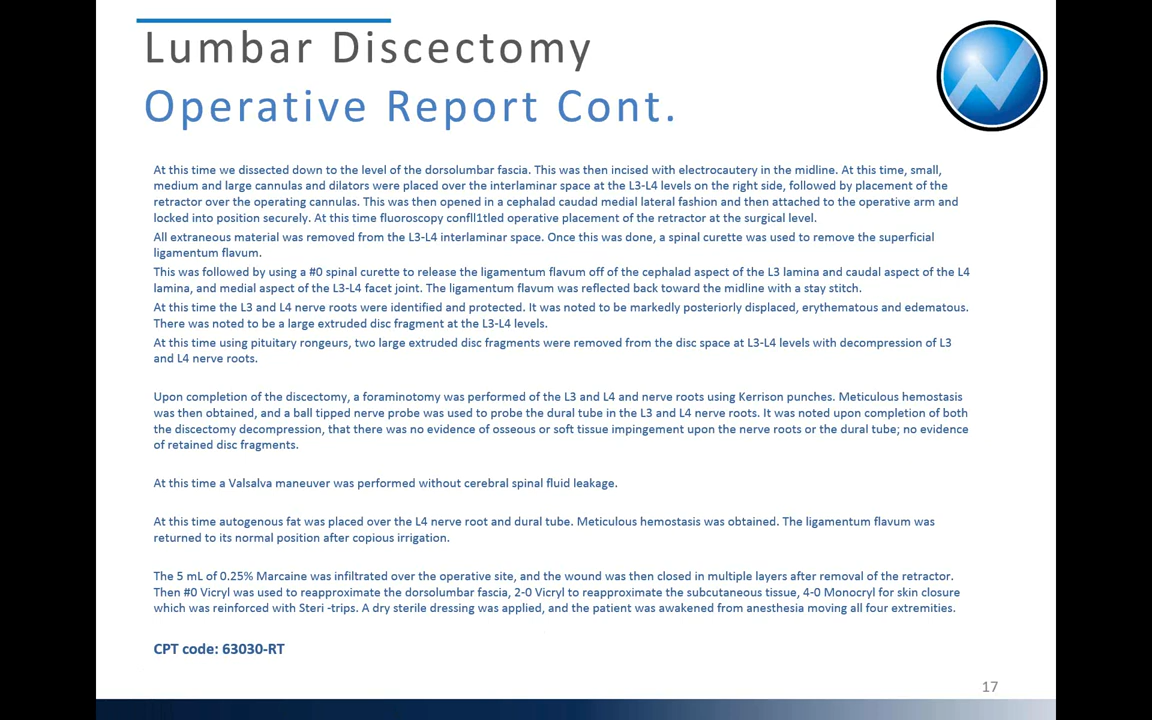 Lumbar Discectomy
Operative Report Cont.
At this time we dissected down to the level of the dorsolumbar fascia. This was then incised with electrocautery in the midline. At this time, small,
medium and large cannulas and dilators were placed over the interlaminar space at the L3-L4 levels on the right side, followed by placement of the
retractor over the operating cannulas. This was then opened in a cephalad caudad medial lateral fashion and then attached to the operative arm and
locked into position securely. At this time fluoroscopy confll1tled operative placement of the retractor at the surgical level.
All extraneous material was removed from the L3-L4 interlaminar space. Once this was done, a spinal curette was used to remove the superficial
ligamentum flavum.
This was followed by using a #0 spinal curette to release the ligamentum flavum off of the cephalad aspect of the L3 lamina and caudal aspect of the L4
lamina, and medial aspect of the L3-L4 facet joint. The ligamentum flavum was reflected back toward the midline with a stay stitch.
At this time the L3 and L4 nerve roots were identified and protected. It was noted to be markedly posteriorly displaced, erythematous and edematous.
There was noted to be a large extruded disc fragment at the L3-L4 levels.
At this time using pituitary rongeurs, two large extruded disc fragments were removed from the disc space at L3-L4 levels with decompression of L3
and L4 nerve roots.
Upon completion of the discectomy, a foraminotomy was performed of the L3 and L4 and nerve roots using Kerrison punches. Meticulous hemostasis
was then obtained, and a ball tipped nerve probe was used to probe the dural tube in the L3 and L4 nerve roots. It was noted upon completion of both
the discectomy decompression, that there was no evidence of osseous or soft tissue impingement upon the nerve roots or the dural tube; no evidence
of retained disc fragments.
At this time a Valsalva maneuver was performed without cerebral spinal fluid leakage.
At this time autogenous fat was placed over the L4 nerve root and dural tube. Meticulous hemostasis was obtained. The ligamentum flavum was
returned to its normal position after copious irrigation.
The 5 mL of 0.25% Marcaine was infiltrated over the operative site, and the wound was then closed in multiple layers after removal of the retractor.
Then #0 Vicryl was used to reapproximate the dorsolumbar fascia, 2-0 Vicryl to reapproximate the subcutaneous tissue, 4-0 Monocryl for skin closure
which was reinforced with Steri -trips. A dry sterile dressing was applied, and the patient was awakened from anesthesia moving all four extremities.
CPT code: 63030-RT
17